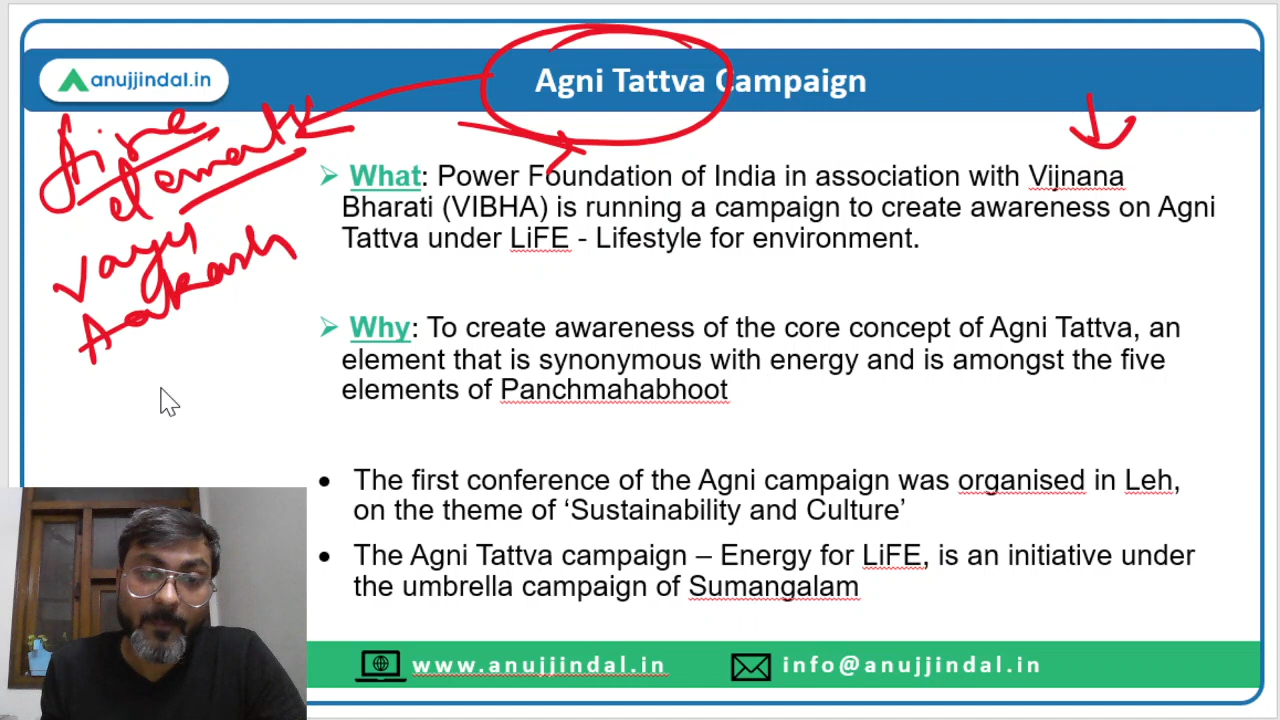 anujjindal.in
Agni Tattva Campaign
fire
elements
Vayu
Aakash
What: Power Foundation of India in association with Vijnana
Bharati (VIBHA) is running a campaign to create awareness on Agni
Tattva under LiFE - Lifestyle for environment.
Why: To create awareness of the core concept of Agni Tattva, an
element that is synonymous with energy and is amongst the five
elements of Panchmahabhoot
The first conference of the Agni campaign was organised in Leh,
on the theme of ‘Sustainability and Culture’
The Agni Tattva campaign – Energy for LiFE, is an initiative under
the umbrella campaign of Sumangalam
www.anujjindal.in
info@anujjindal.in